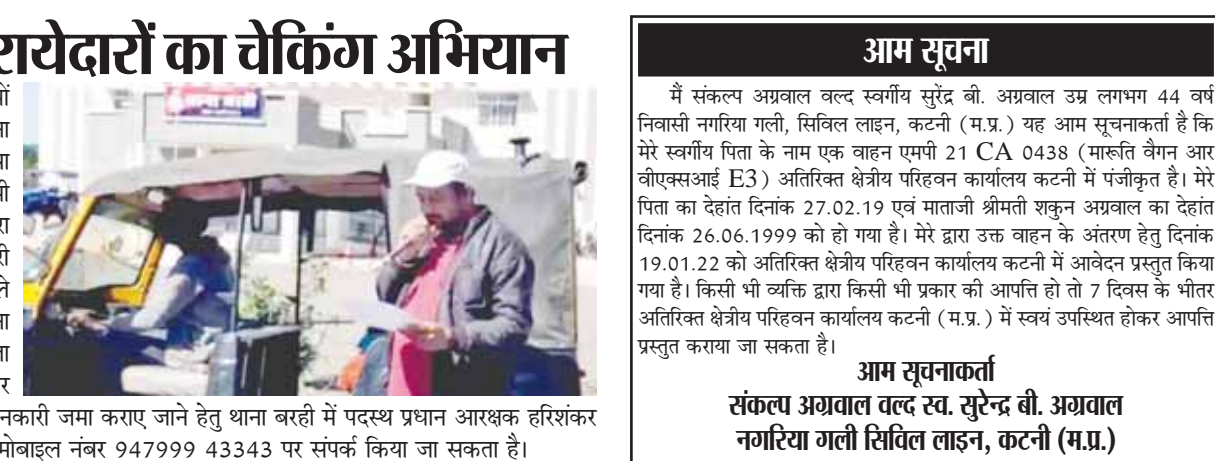 रायेदारों का चेकिंग अभियान
नकारी जमा कराए जाने हेतु थाना बरही में पदस्थ प्रधान आरक्षक हरिशंकर
मोबाइल नंबर 947999 43343 पर संपर्क किया जा सकता है।
आम सूचना
मैं संकल्प अग्रवाल वल्द स्वर्गीय सुरेंद्र बी. अग्रवाल उम्र लगभग 44 वर्ष
निवासी नगरिया गली, सिविल लाइन, कटनी (म.प्र.) यह आम सूचनाकर्ता है कि
मेरे स्वर्गीय पिता के नाम एक वाहन एमपी 21 CA 0438 (मारूति वैगन आर
वीएक्सआई E3) अतिरिक्त क्षेत्रीय परिहवन कार्यालय कटनी में पंजीकृत है। मेरे
पिता का देहांत दिनांक 27.02.19 एवं माताजी श्रीमती शकुन अग्रवाल का देहांत
दिनांक 26.06.1999 को हो गया है। मेरे द्वारा उक्त वाहन के अंतरण हेतु दिनांक
19.01.22 को अतिरिक्त क्षेत्रीय परिहवन कार्यालय कटनी में आवेदन प्रस्तुत किया
गया है। किसी भी व्यक्ति द्वारा किसी भी प्रकार की आपत्ति हो तो 7 दिवस के भीतर
अतिरिक्त क्षेत्रीय परिहवन कार्यालय कटनी (म.प्र.) में स्वयं उपस्थित होकर आपत्ति
प्रस्तुत कराया जा सकता है।
आम सूचनाकर्ता
संकल्प अग्रवाल वल्द स्व. सुरेन्द्र बी. अग्रवाल
नगरिया गली सिविल लाइन, कटनी (म.प्र.)